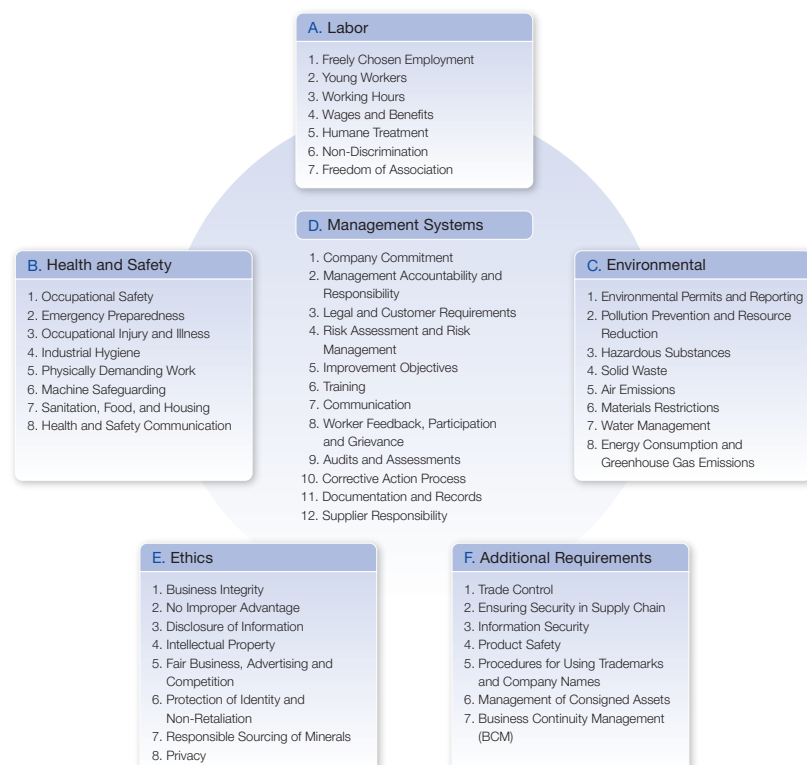 A. Labor
1. Freely Chosen Employment
2. Young Workers
3. Working Hours
4. Wages and Benefits
5. Humane Treatment
6. Non-Discrimination
7. Freedom of Association
D. Management Systems
1. Company Commitment
2. Management Accountability and
Responsibility
3. Legal and Customer Requirements
4. Risk Assessment and Risk
Management
5. Improvement Objectives
6. Training
7. Communication
8. Worker Feedback, Participation
and Grievance
9. Audits and Assessments
10. Corrective Action Process
11. Documentation and Records
12. Supplier Responsibility
B. Health and Safety
1. Occupational Safety
2. Emergency Preparedness
3. Occupational Injury and Illness
4. Industrial Hygiene
5. Physically Demanding Work
6. Machine Safeguarding
7. Sanitation, Food, and Housing
8. Health and Safety Communication
C. Environmental
1. Environmental Permits and Reporting
2. Pollution Prevention and Resource
Reduction
3. Hazardous Substances
4. Solid Waste
5. Air Emissions
6. Materials Restrictions
7. Water Management
8. Energy Consumption and
Greenhouse Gas Emissions
E. Ethics
1. Business Integrity
2. No Improper Advantage
3. Disclosure of Information
4. Intellectual Property
5. Fair Business, Advertising and
Competition
6. Protection of Identity and
Non-Retaliation
7. Responsible Sourcing of Minerals
8. Privacy
F. Additional Requirements
1. Trade Control
2. Ensuring Security in Supply Chain
3. Information Security
4. Product Safety
5. Procedures for Using Trademarks
and Company Names
6. Management of Consigned Assets
7. Business Continuity Management
(BCM)